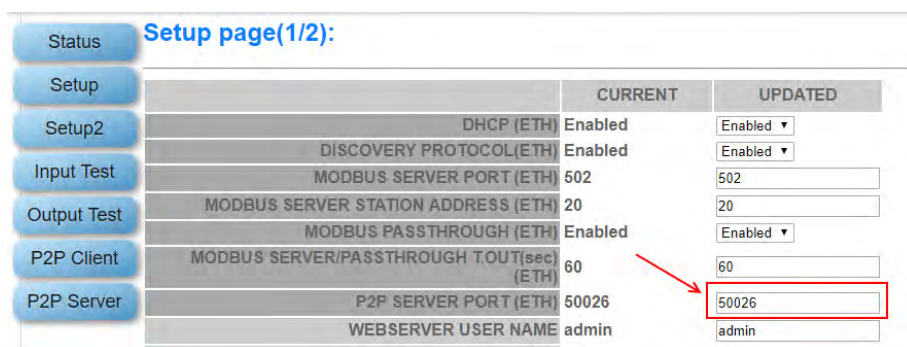 Setup page(1/2):
Status
Setup
Setup2
Input Test
Output Test
P2P Client
P2P Server
CURRENT UPDATED
DHCP (ETH) Enabled Enabled
DISCOVERY PROTOCOL(ETH) Enabled Enabled
MODBUS SERVER PORT (ETH) 502 502
MODBUS SERVER STATION ADDRESS (ETH) 20 20
MODBUS PASSTHROUGH (ETH) Enabled Enabled
MODBUS SERVER/PASSTHROUGH T.OUT(sec)
(ETH) 60 60
P2P SERVER PORT (ETH) 50026 50026
WEBSERVER USER NAME admin admin